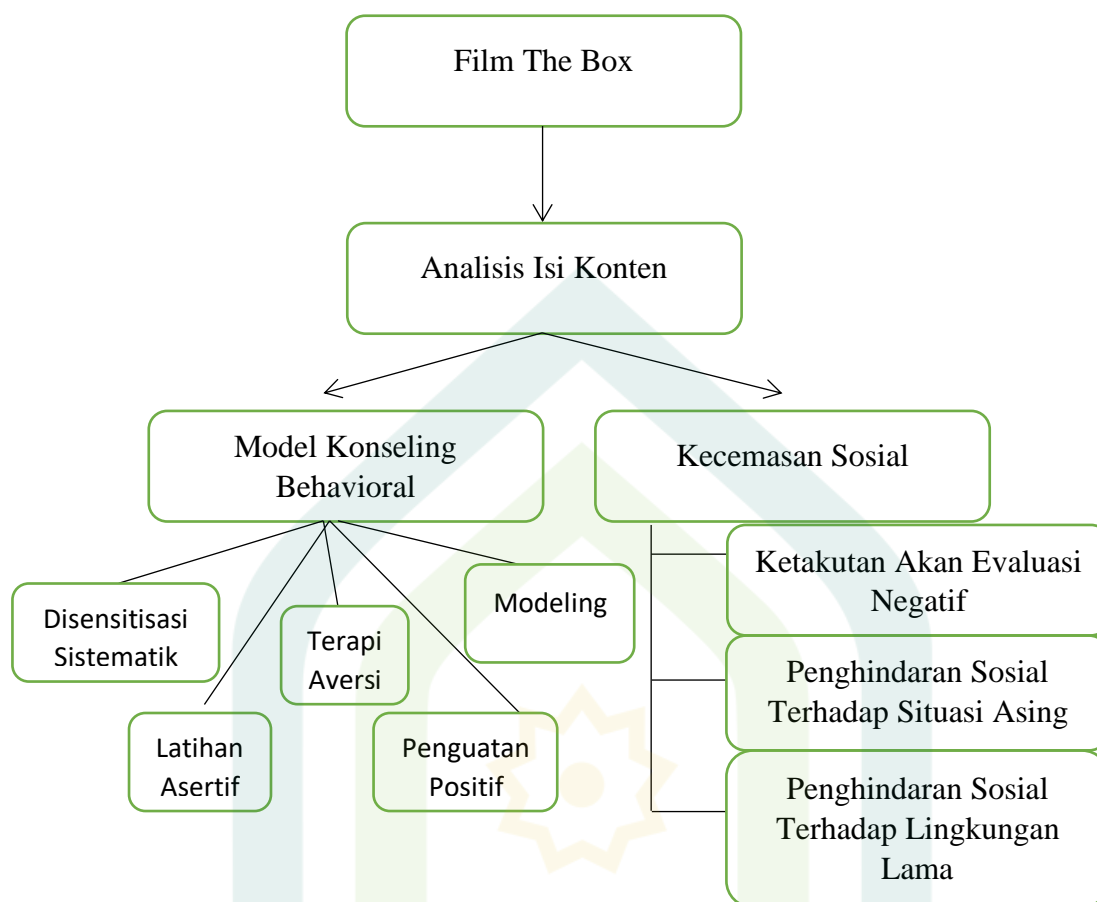 Film The Box
Analisis Isi Konten
Model Konseling
Behavioral
Kecemasan Sosial
Disensitisasi
Sistematik
Latihan
Asertif
Terapi
Aversi
Penguatan
Positif
Modeling
Ketakutan Akan Evaluasi
Negatif
Penghindaran Sosial
Terhadap Situasi Asing
Penghindaran Sosial
Terhadap Lingkungan
Lama